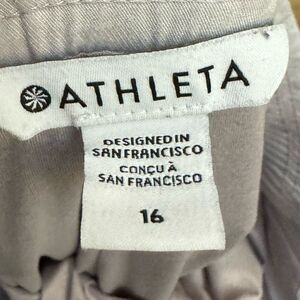 ATHLETA
DESIGNED IN
SAN FRANCISCO
CONÇU À
SAN FRANCISCO
16